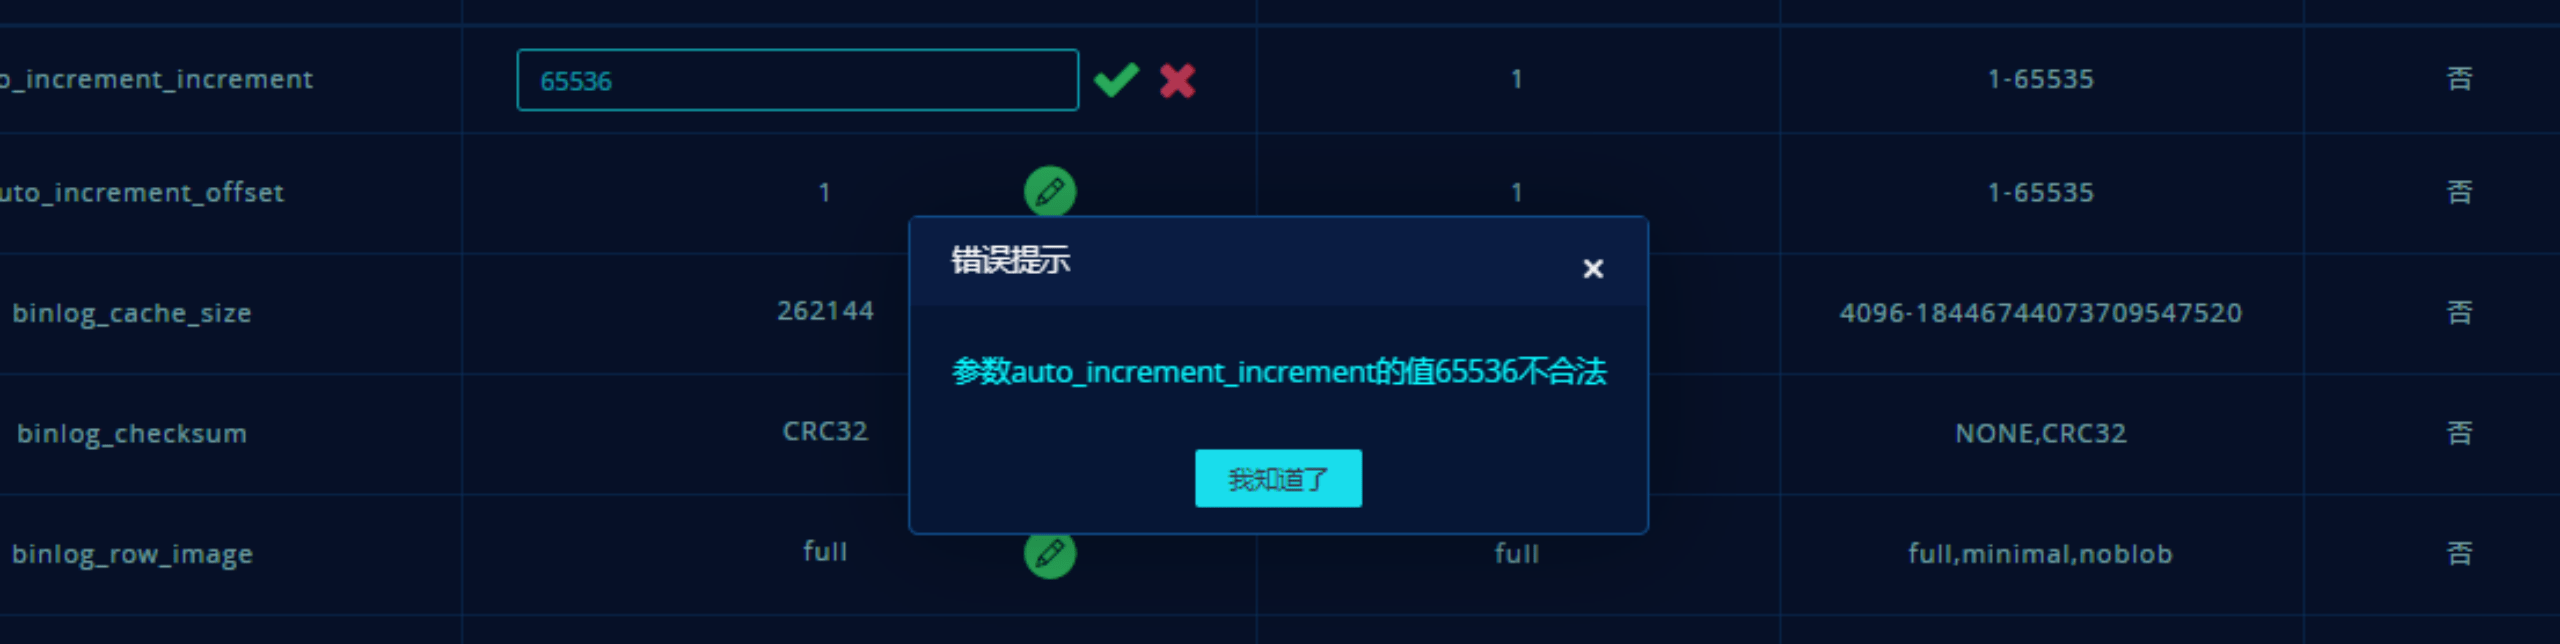 o_increment_increment 65536 1 1-65535 否
uto_increment_offset 1 1 1-65535 否
错误提示
binlog_cache_size 262144 4096-18446744073709547520 否
参数auto_increment_increment的值65536不合法
binlog_checksum CRC32 NONE,CRC32 否
我知道了
binlog_row_image full full full,minimal,noblob 否